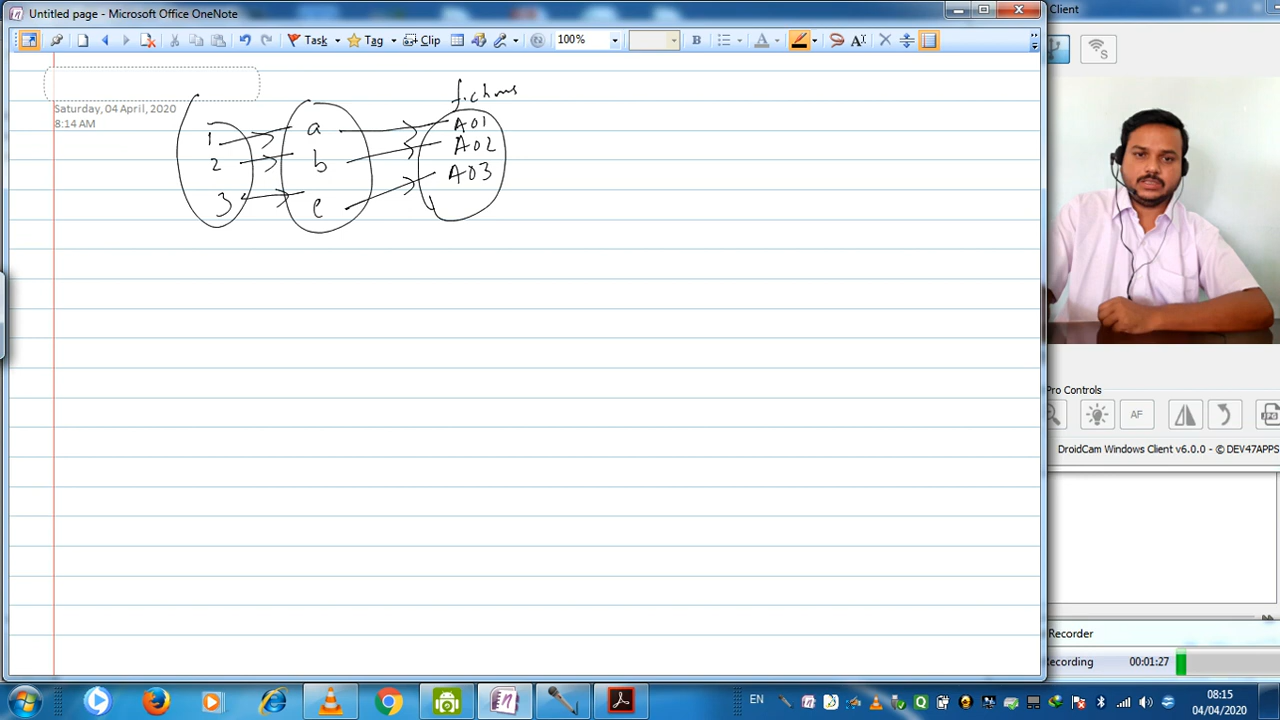 Untitled page - Microsoft Office OneNote
Client
Task
Tag
Clip
100%
B
A
S
Saturday, 04 April, 2020
8:14 AM
1
2
3
a
b
c
A01
A02
A03
Pro Controls
AF
JPG
DroidCam Windows Client v6.0.0 - © DEV47APPS
Recorder
Recording
00:01:27
EN
08:15
04/04/2020